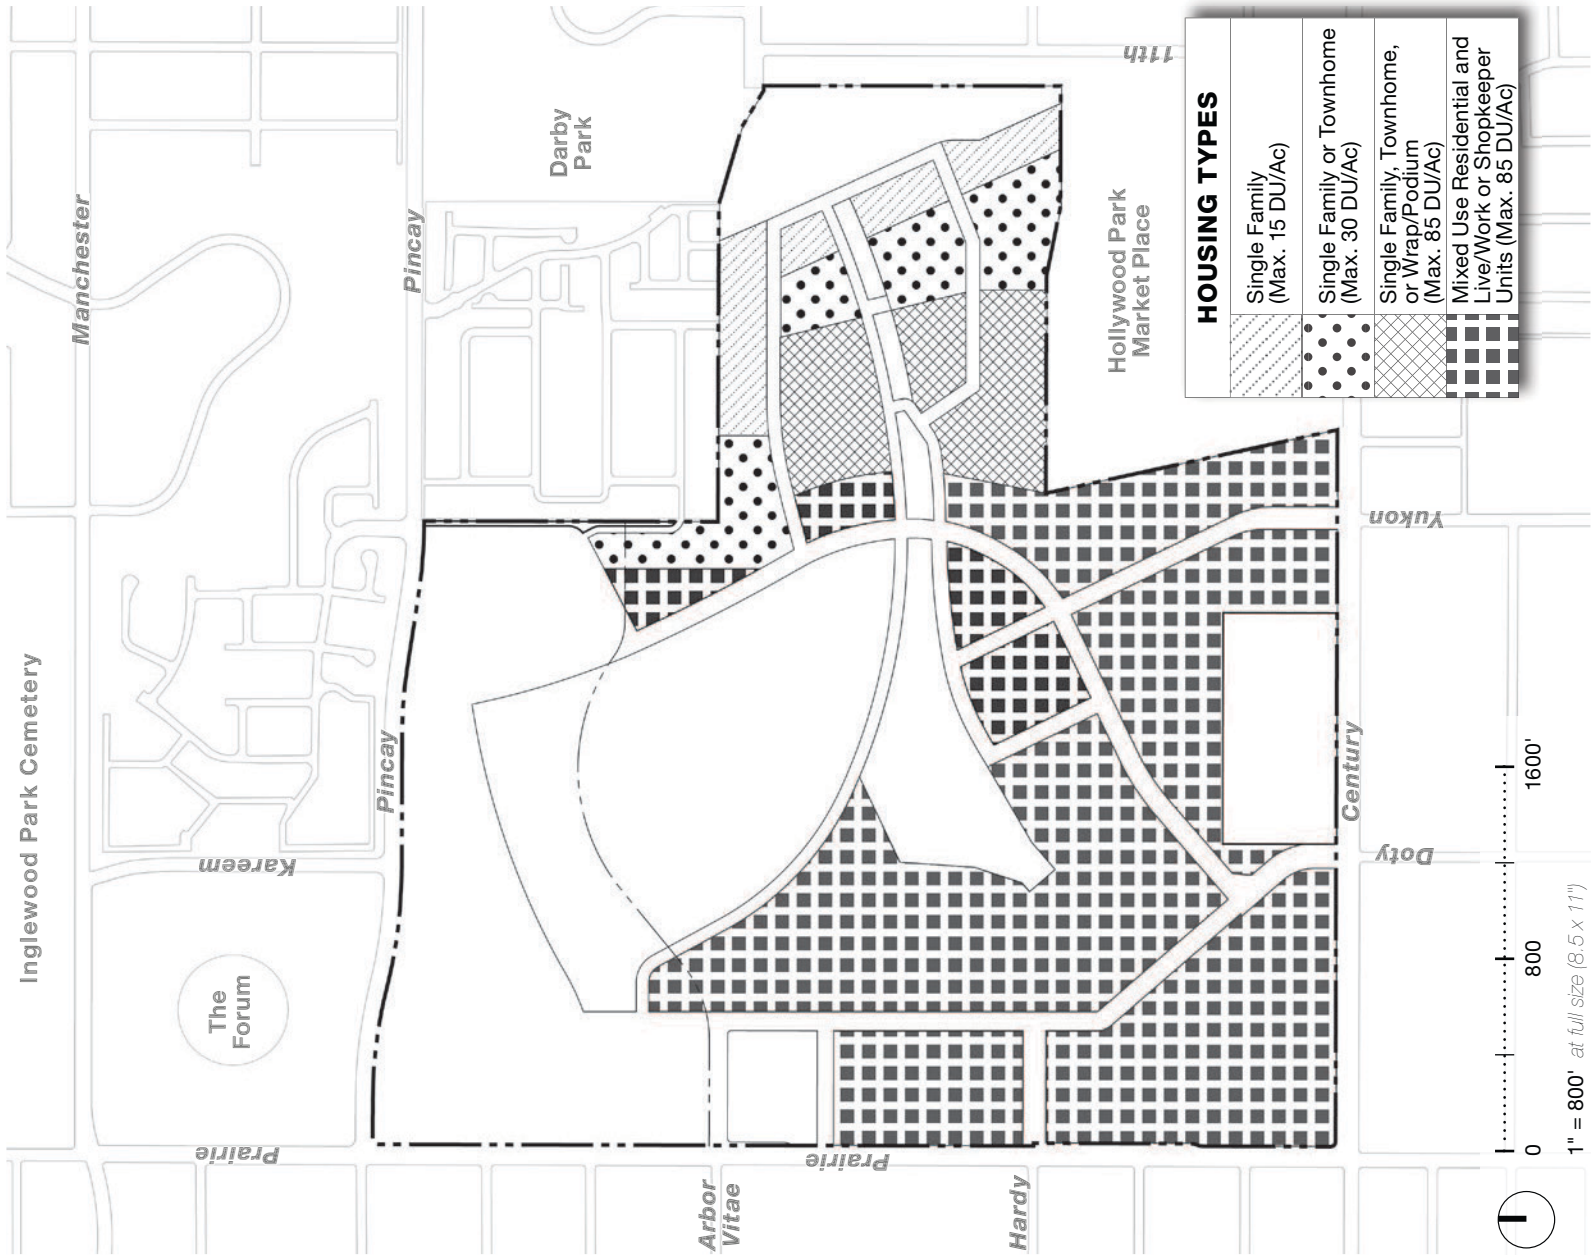 Inglewood Park Cemetery
Manchester
The
Forum
Kareem
Prairie
Pincay
Pincay
Darby
Park
11th
Hollywood Park
Market Place
Arbor
Vitae
Prairie
Hardy
Century
Doty
Yukon
HOUSING TYPES
Single Family
(Max. 15 DU/Ac)
Single Family or Townhome
(Max. 30 DU/Ac)
Single Family, Townhome,
or Wrap/Podium
(Max. 85 DU/Ac)
Mixed Use Residential and
Live/Work or Shopkeeper
Units (Max. 85 DU/Ac)
0 800 1600'
1" = 800' at full size (8.5 x 11")